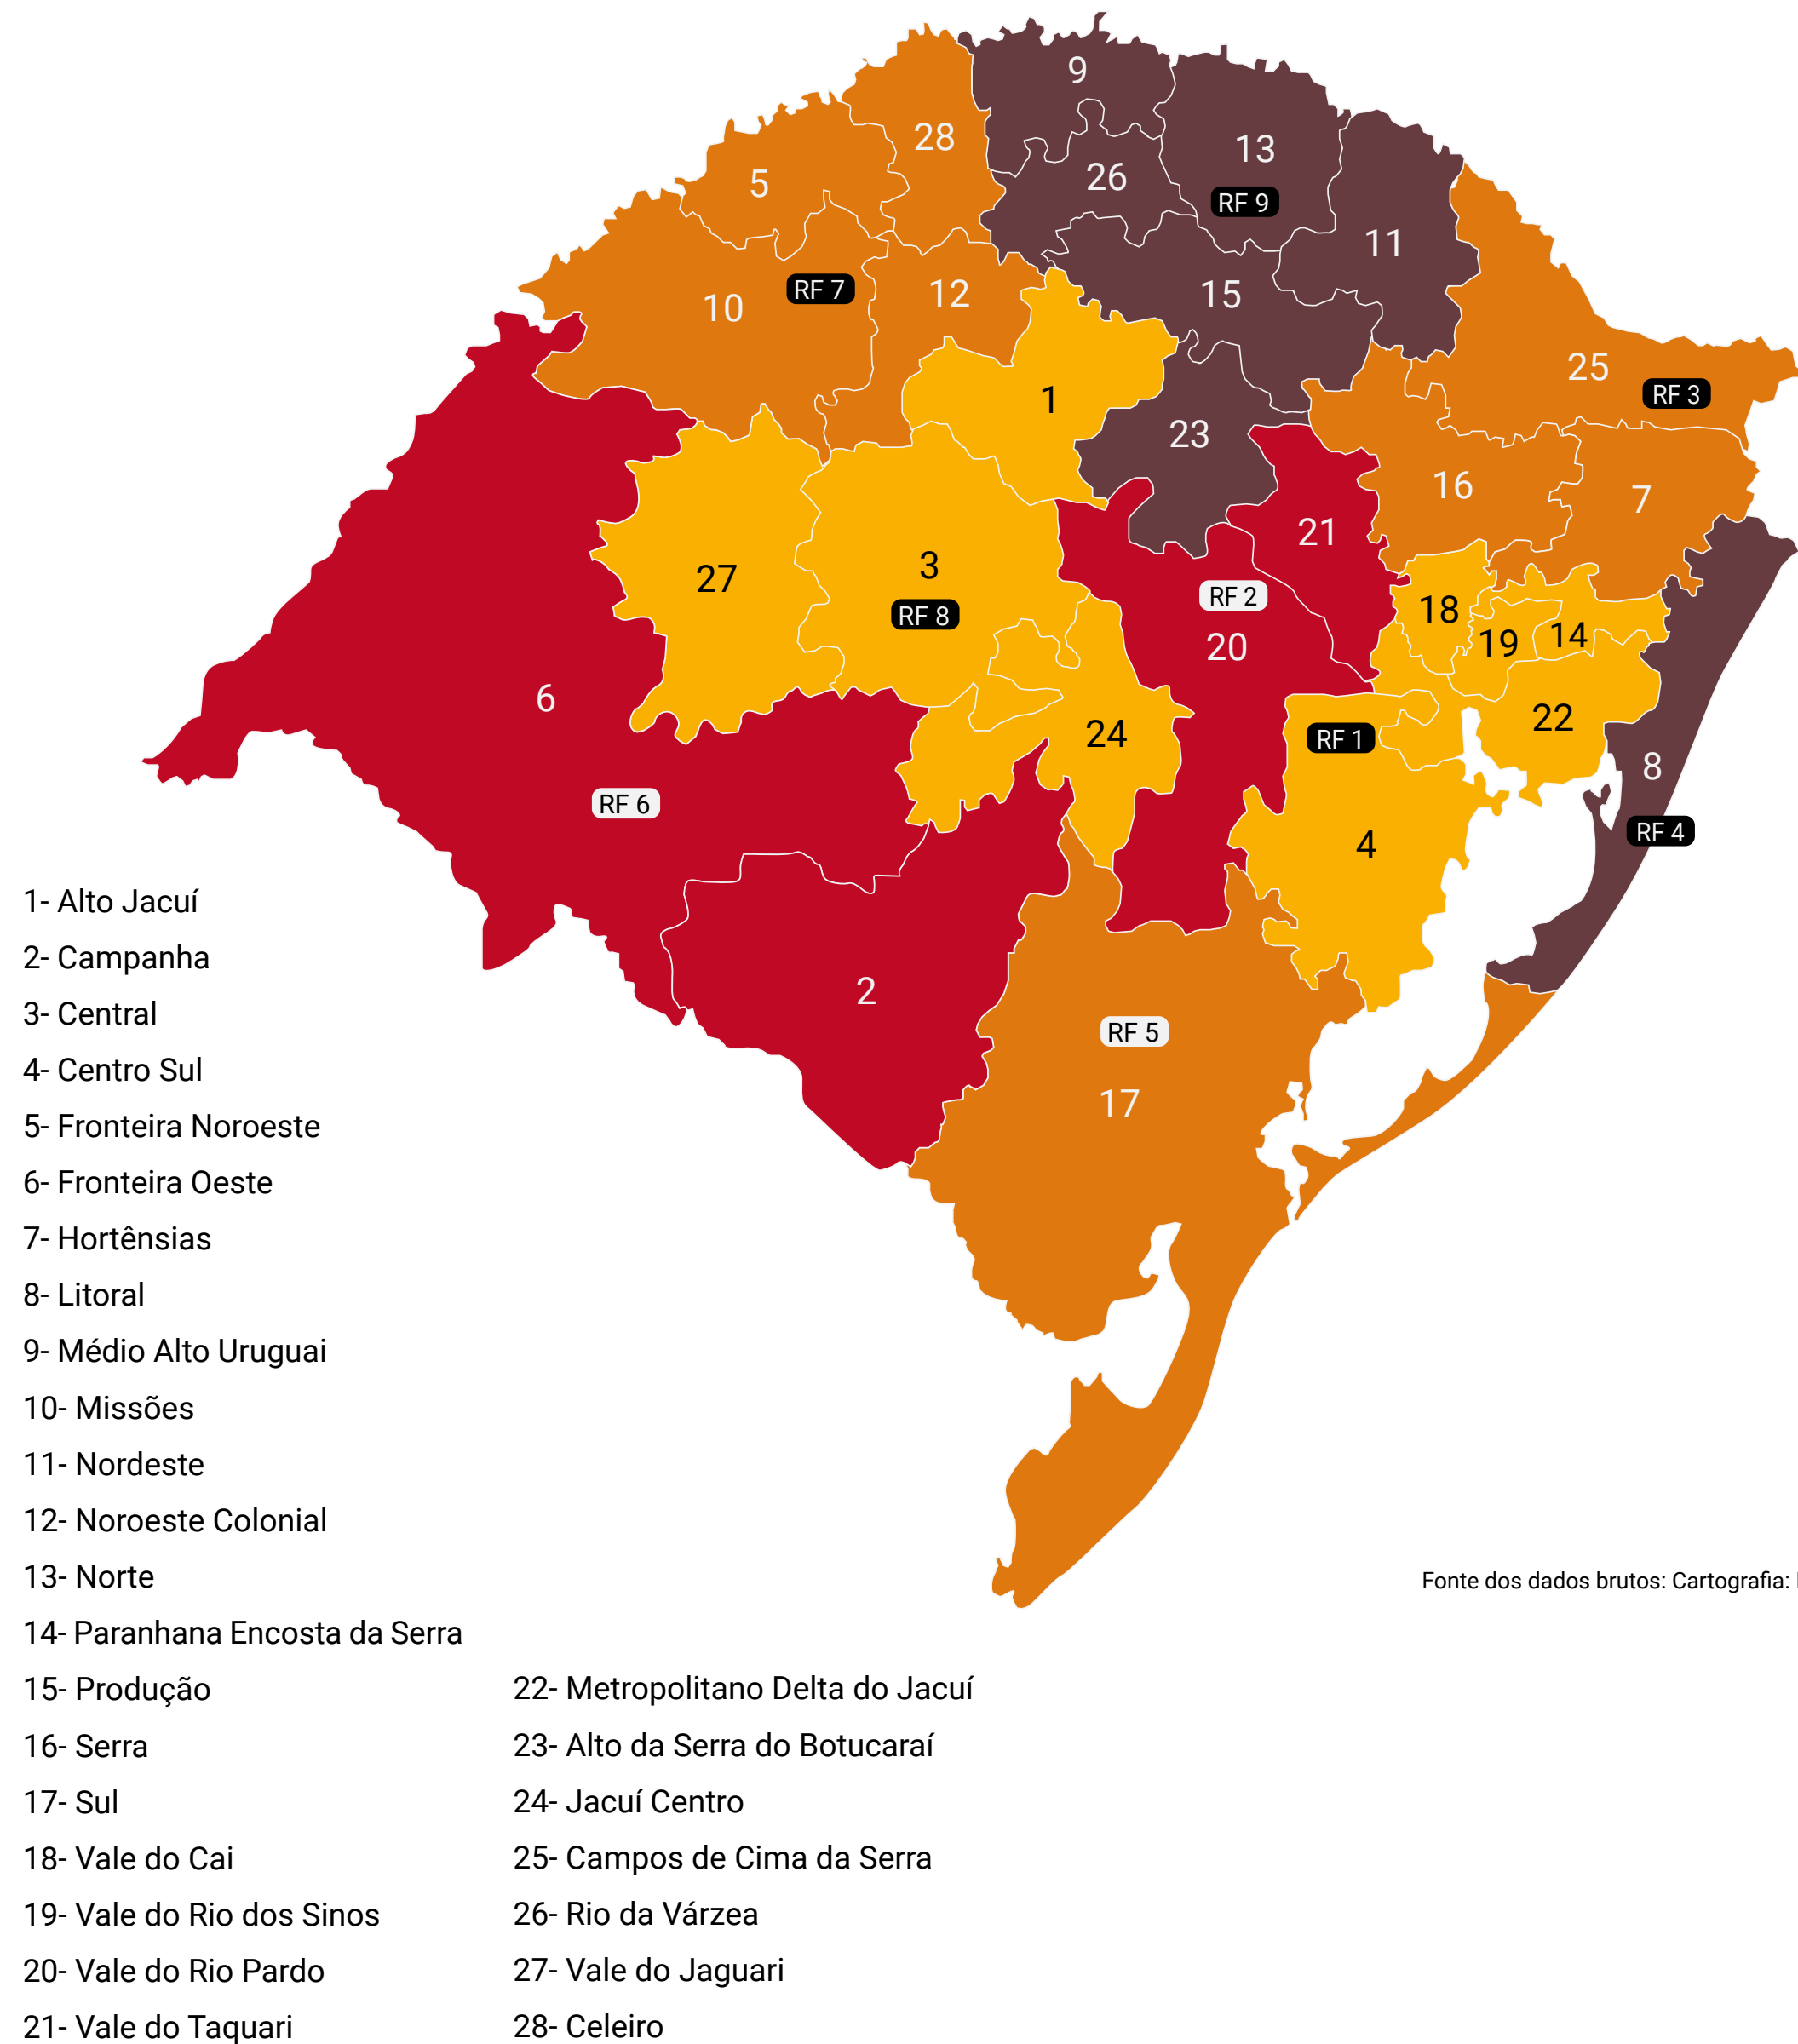 9
28
13
5
26
RF 9
11
RF 7
12
15
10
25
RF 3
1
23
16
7
21
3
27
RF 2
18
RF 8
14
19
20
6
22
24
RF 1
8
RF 6
RF 4
4
1- Alto Jacuí
2- Campanha
2
3- Central
RF 5
4- Centro Sul
17
5- Fronteira Noroeste
6- Fronteira Oeste
7- Hortênsias
8- Litoral
9- Médio Alto Uruguai
10- Missões
11- Nordeste
12- Noroeste Colonial
13- Norte
Fonte dos dados brutos: Cartografia:
14- Paranhana Encosta da Serra
15- Produção
16- Serra
17- Sul
18- Vale do Cai
19- Vale do Rio dos Sinos
20- Vale do Rio Pardo
21- Vale do Taquari
22- Metropolitano Delta do Jacuí
23- Alto da Serra do Botucaraí
24- Jacuí Centro
25- Campos de Cima da Serra
26- Rio da Várzea
27- Vale do Jaguari
28- Celeiro